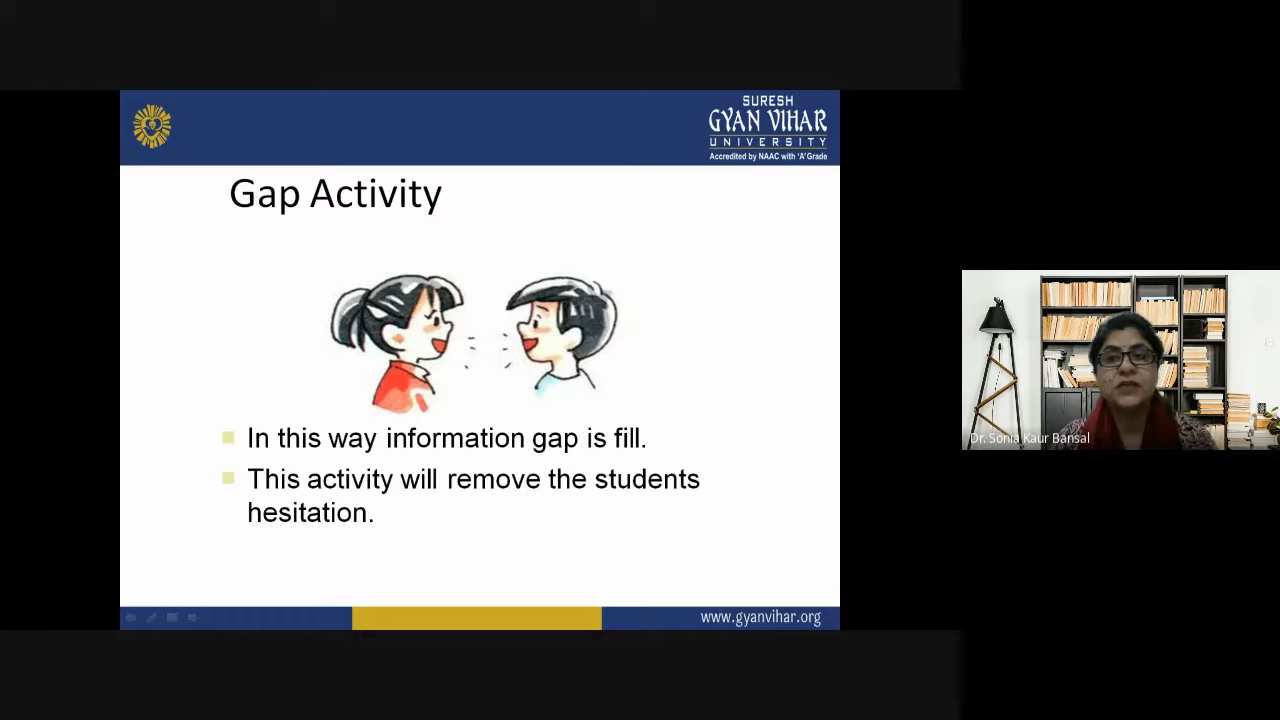 SURESH
GYAN VIHAR
UNIVERSITY
Accredited by NAAC with 'A' Grade
Gap Activity
In this way information gap is fill.
This activity will remove the students
hesitation.
Dr. Sonia Kaur Bansal
www.gyanvihar.org